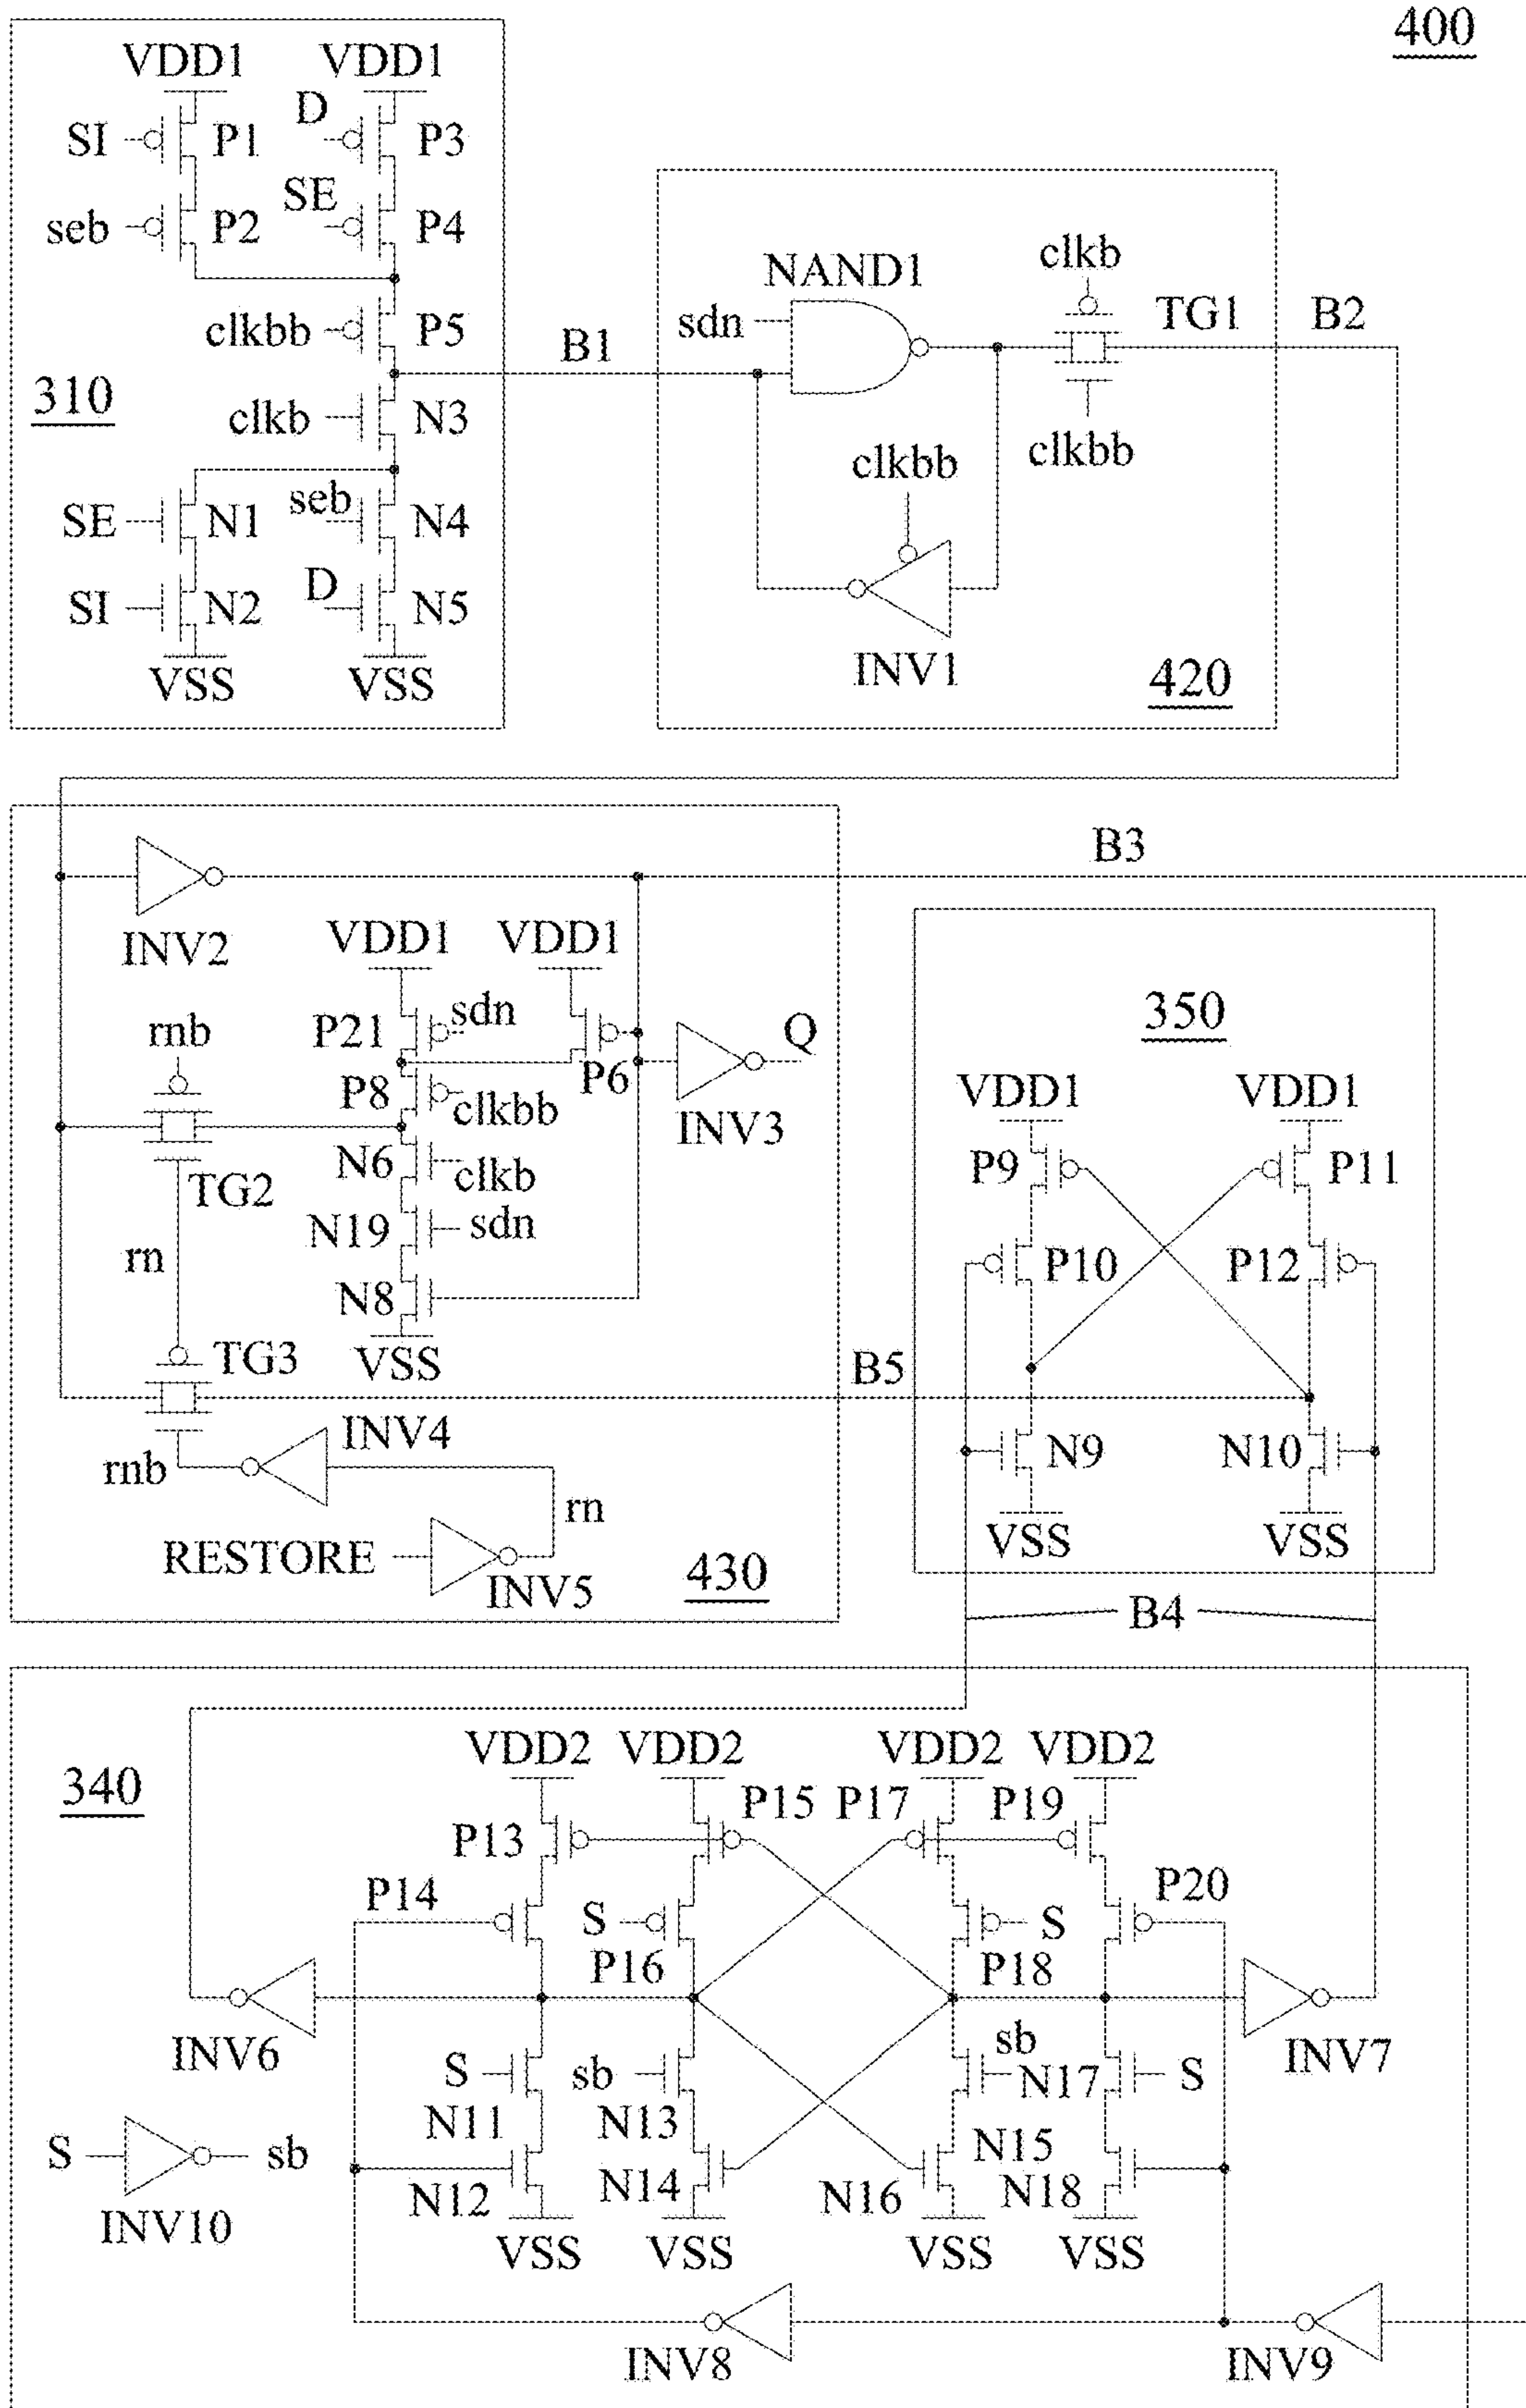 400
VDD1 VDD1
D
SI P1 P3
SE
seb P2 P4
clkbb P5
310
clkb N3
SE N1 seb N4
SI N2 D N5
VSS VSS
B1
NAND1
sdn
clkb
TG1
B2
clkbb
clkbb
INV1
420
B3
INV2
VDD1 VDD1
P21 sdn
rnb
P8 P6
clkbb
Q
INV3
N6
clkb
TG2
N19 sdn
rn
N8
VSS
TG3
B5
INV4
rnb
rn
RESTORE
INV5
430
350
VDD1 VDD1
P9 P11
P10 P12
N9 N10
VSS VSS
B4
340
VDD2 VDD2 VDD2 VDD2
P13 P15 P17 P19
P14 P20
S S
P16 P18
INV6 INV7
S sb sb S
N11 N13 N17
S sb
INV10
N12 N14 N16 N15
N18
VSS VSS VSS VSS
INV8 INV9